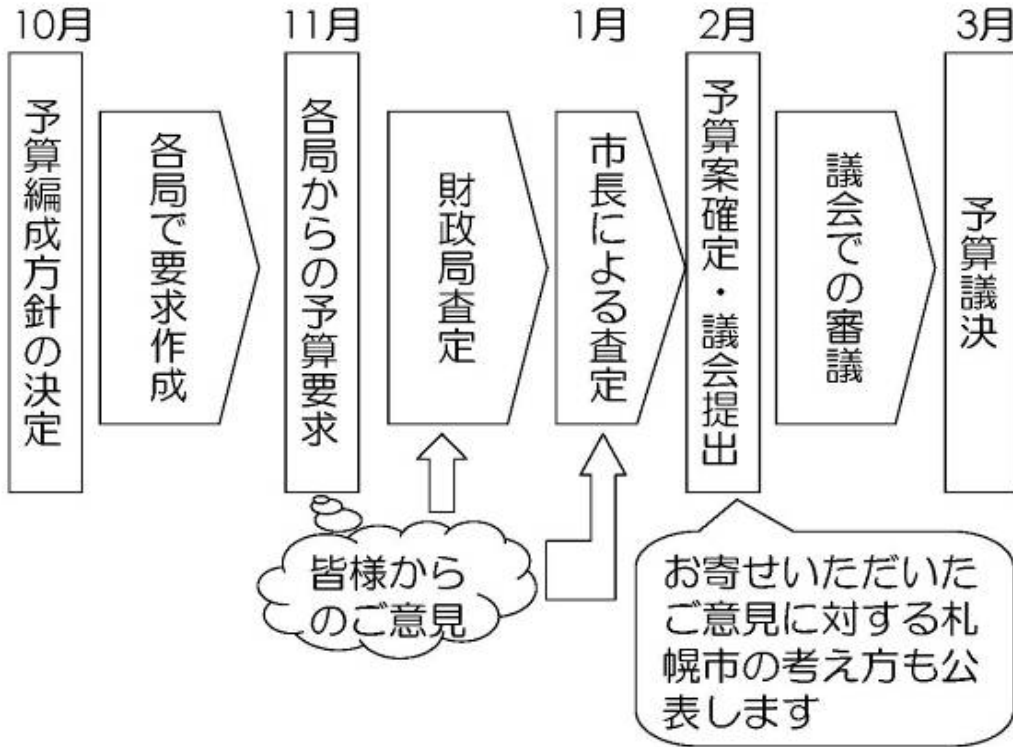 10月
11月
1月
2月
3月
予算編成方針の決定
各局で要求作成
各局からの予算要求
財政局査定
市長による査定
予算案確定・議会提出
議会での審議
予算議決
皆様から
のご意見
お寄せいただいた
ご意見に対する札
幌市の考え方も公
表します